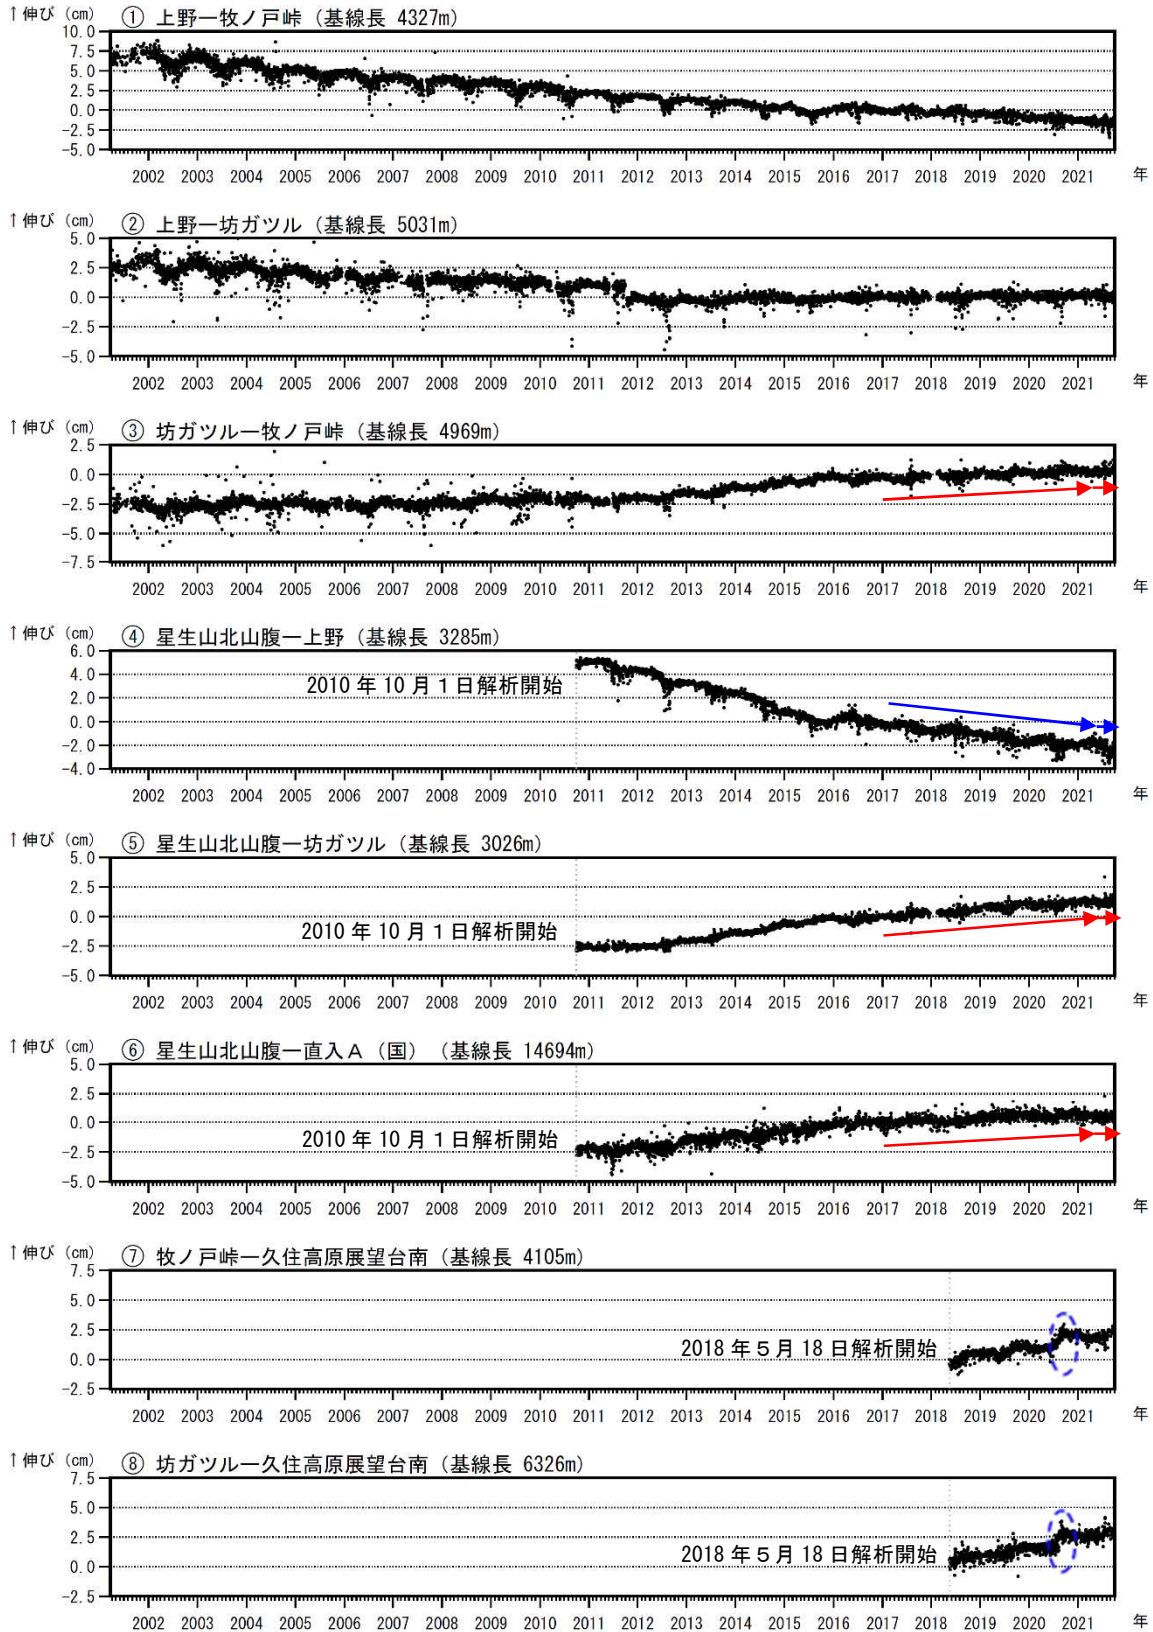 ↑伸び (cm) ① 上野ー牧ノ戸峠 (基線長 4327m)
10.0
7.5
5.0
2.5
0.0
-2.5
-5.0
2002 2003 2004 2005 2006 2007 2008 2009 2010 2011 2012 2013 2014 2015 2016 2017 2018 2019 2020 2021 年
↑伸び (cm) ② 上野ー坊ガツル (基線長 5031m)
5.0
2.5
0.0
-2.5
-5.0
2002 2003 2004 2005 2006 2007 2008 2009 2010 2011 2012 2013 2014 2015 2016 2017 2018 2019 2020 2021 年
↑伸び (cm) ③ 坊ガツルー牧ノ戸峠 (基線長 4969m)
2.5
0.0
-2.5
-5.0
-7.5
2002 2003 2004 2005 2006 2007 2008 2009 2010 2011 2012 2013 2014 2015 2016 2017 2018 2019 2020 2021 年
↑伸び (cm) ④ 星生山北山腹ー上野 (基線長 3285m)
6.0
4.0
2010 年 10 月 1 日解析開始
2.0
0.0
-2.0
-4.0
2002 2003 2004 2005 2006 2007 2008 2009 2010 2011 2012 2013 2014 2015 2016 2017 2018 2019 2020 2021 年
↑伸び (cm) ⑤ 星生山北山腹ー坊ガツル (基線長 3026m)
5.0
2.5
0.0
2010 年 10 月 1 日解析開始
-2.5
-5.0
2002 2003 2004 2005 2006 2007 2008 2009 2010 2011 2012 2013 2014 2015 2016 2017 2018 2019 2020 2021 年
↑伸び (cm) ⑥ 星生山北山腹ー直入A (国) (基線長 14694m)
5.0
2.5
0.0
2010 年 10 月 1 日解析開始
-2.5
-5.0
2002 2003 2004 2005 2006 2007 2008 2009 2010 2011 2012 2013 2014 2015 2016 2017 2018 2019 2020 2021 年
↑伸び (cm) ⑦ 牧ノ戸峠ー久住高原展望台南 (基線長 4105m)
7.5
5.0
2.5
2018 年 5 月 18 日解析開始
0.0
-2.5
2002 2003 2004 2005 2006 2007 2008 2009 2010 2011 2012 2013 2014 2015 2016 2017 2018 2019 2020 2021 年
↑伸び (cm) ⑧ 坊ガツルー久住高原展望台南 (基線長 6326m)
7.5
5.0
2.5
2018 年 5 月 18 日解析開始
0.0
-2.5
2002 2003 2004 2005 2006 2007 2008 2009 2010 2011 2012 2013 2014 2015 2016 2017 2018 2019 2020 2021 年